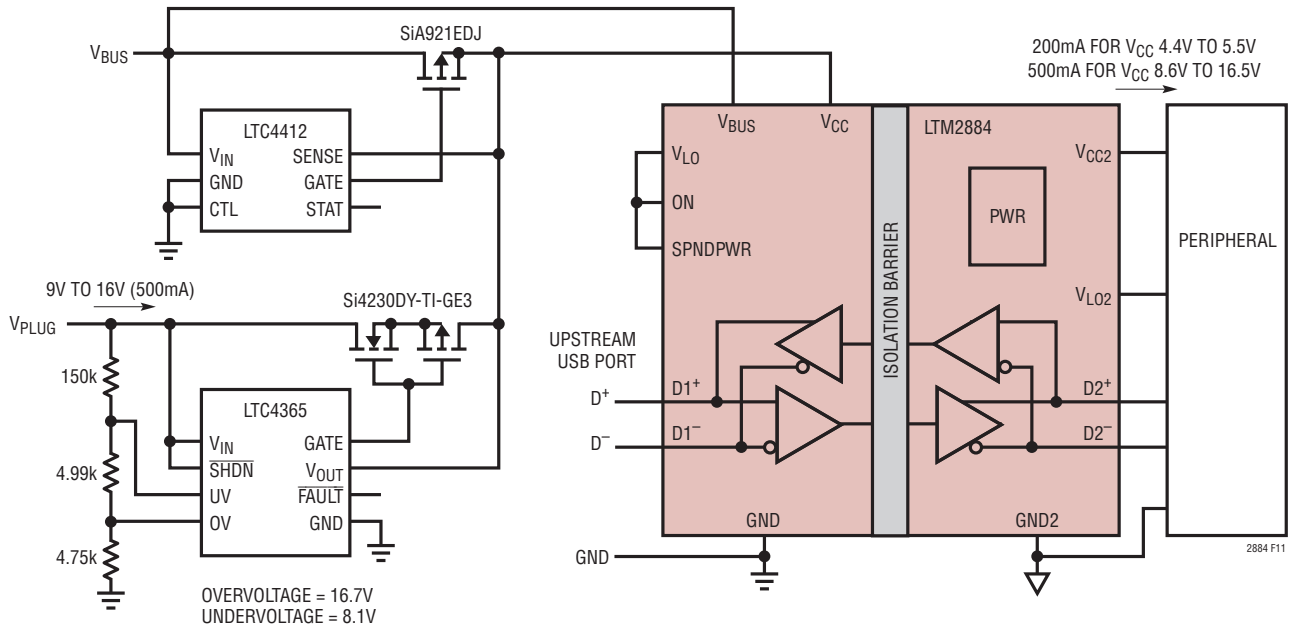 SiA921EDJ
VBUS
LTC4412
VIN
SENSE
GND
GATE
CTL
STAT
9V TO 16V (500mA)
Si4230DY-TI-GE3
VPLUG
150k
LTC4365
VIN
GATE
SHDN
VOUT
4.99k
UV
FAULT
OV
GND
4.75k
OVERVOLTAGE = 16.7V
UNDERVOLTAGE = 8.1V
200mA FOR VCC 4.4V TO 5.5V
500mA FOR VCC 8.6V TO 16.5V
VBUS
VCC
LTM2884
VLO
VCC2
ON
PWR
SPNDPWR
ISOLATION BARRIER
PERIPHERAL
VLO2
UPSTREAM
USB PORT
D+
D1+
D2+
D−
D1−
D2−
GND
GND2
GND
2884 F11